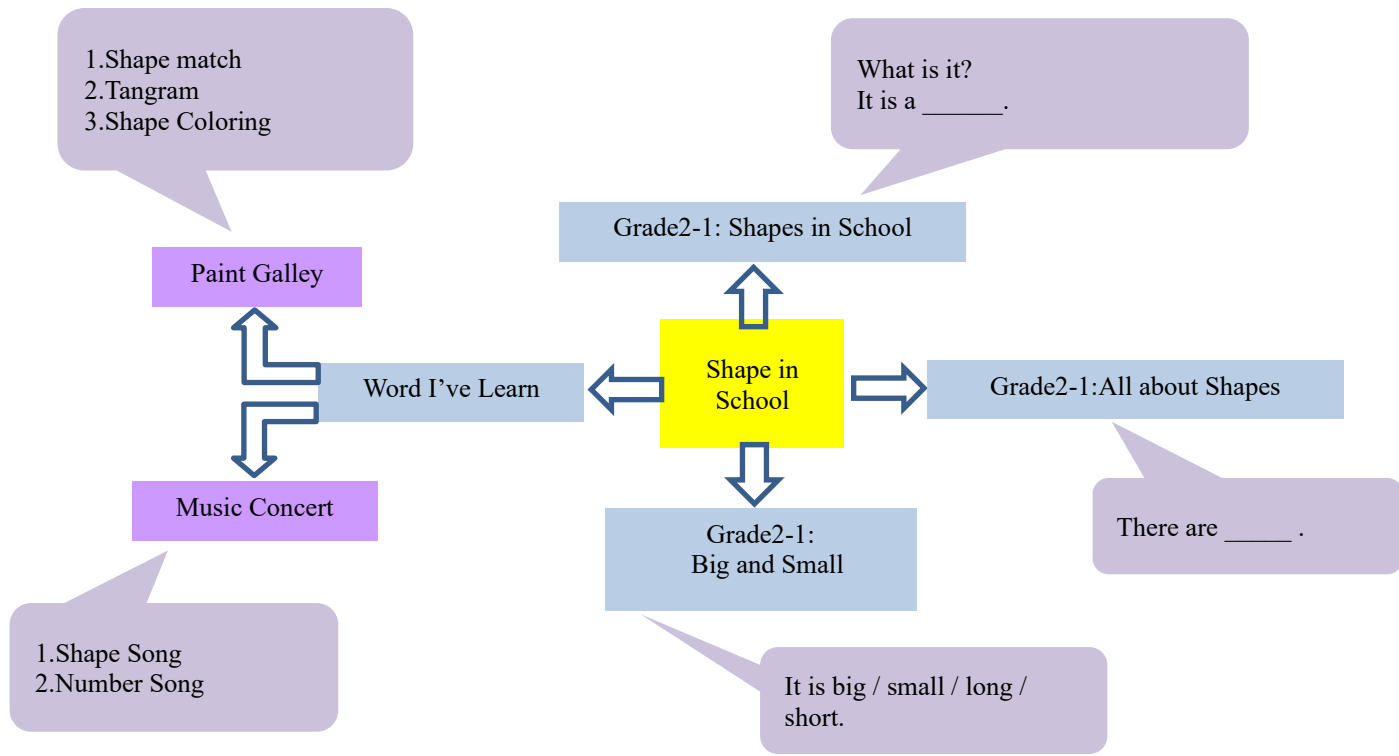 1.Shape match
2.Tangram
3.Shape Coloring
What is it?
It is a ______.
Grade2-1: Shapes in School
Paint Galley
Word I’ve Learn
Shape in
School
Grade2-1:All about Shapes
Music Concert
Grade2-1:
Big and Small
There are _____ .
1.Shape Song
2.Number Song
It is big / small / long /
short.